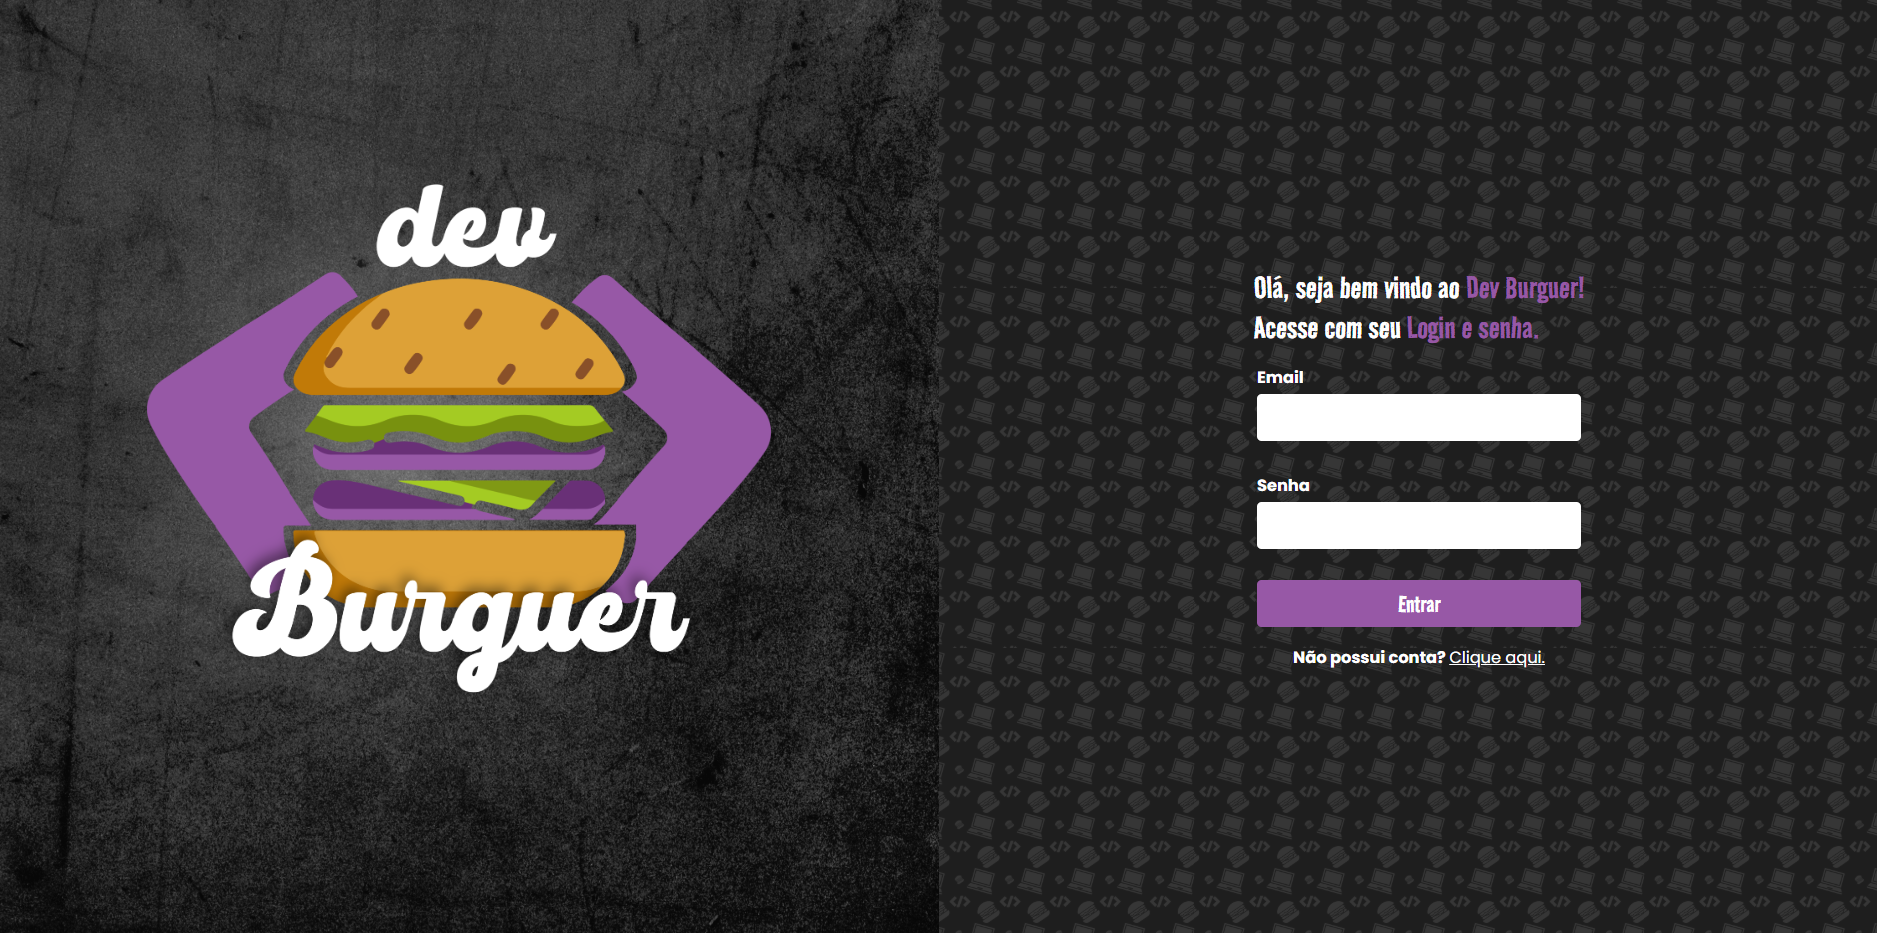 dev
Burguer
Olá, seja bem vindo ao Dev Burguer!
Acesse com seu Login e senha.
Email
Senha
Entrar
Não possui conta? Clique aqui.